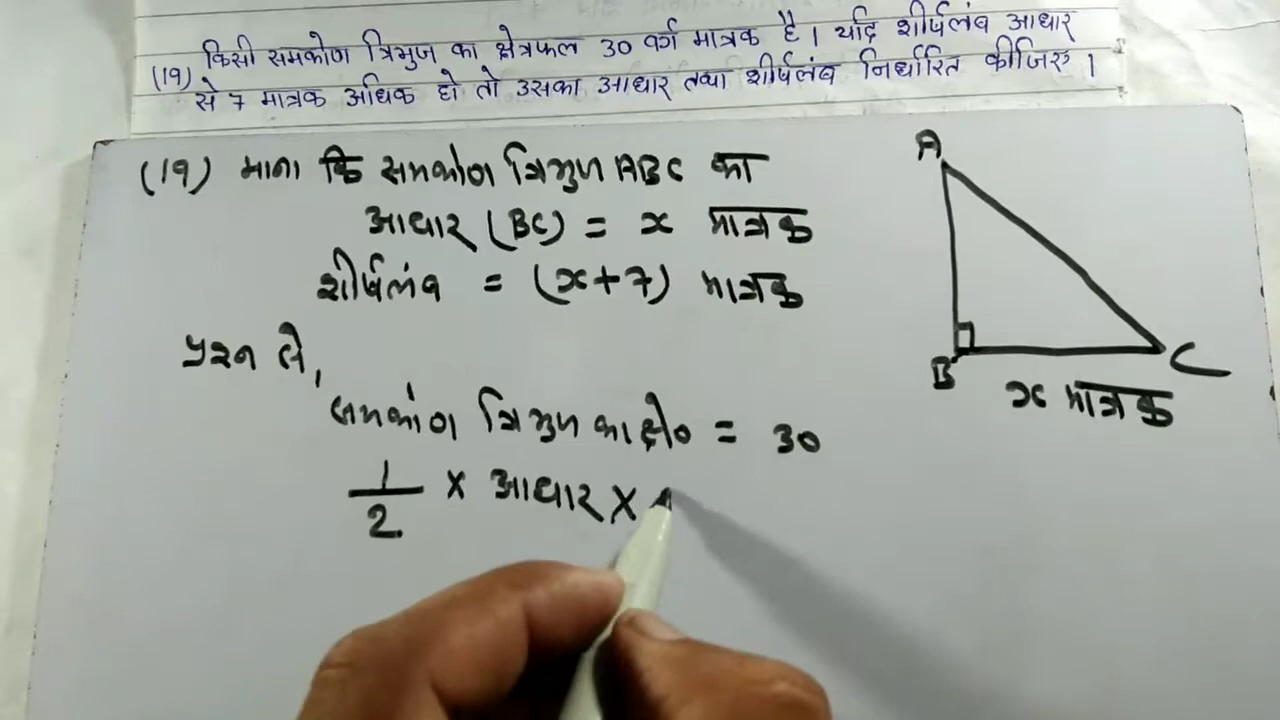 (19) किसी समकोण त्रिभुज का क्षेत्रफल 30 वर्ग मात्रक है । यदि शीर्षलंब आधार
से 7 मात्रक अधिक हो तो उसका आधार तथा शीर्षलंब निर्धारित कीजिए ।
(19) माना कि समकोण त्रिभुज ABC का
आधार (BC) = x मात्रक
शीर्षलंब = (x+7) मात्रक
प्रश्न से,
समकोण त्रिभुज का क्षे० = 30
1/2 × आधार ×
A
B
C
x मात्रक